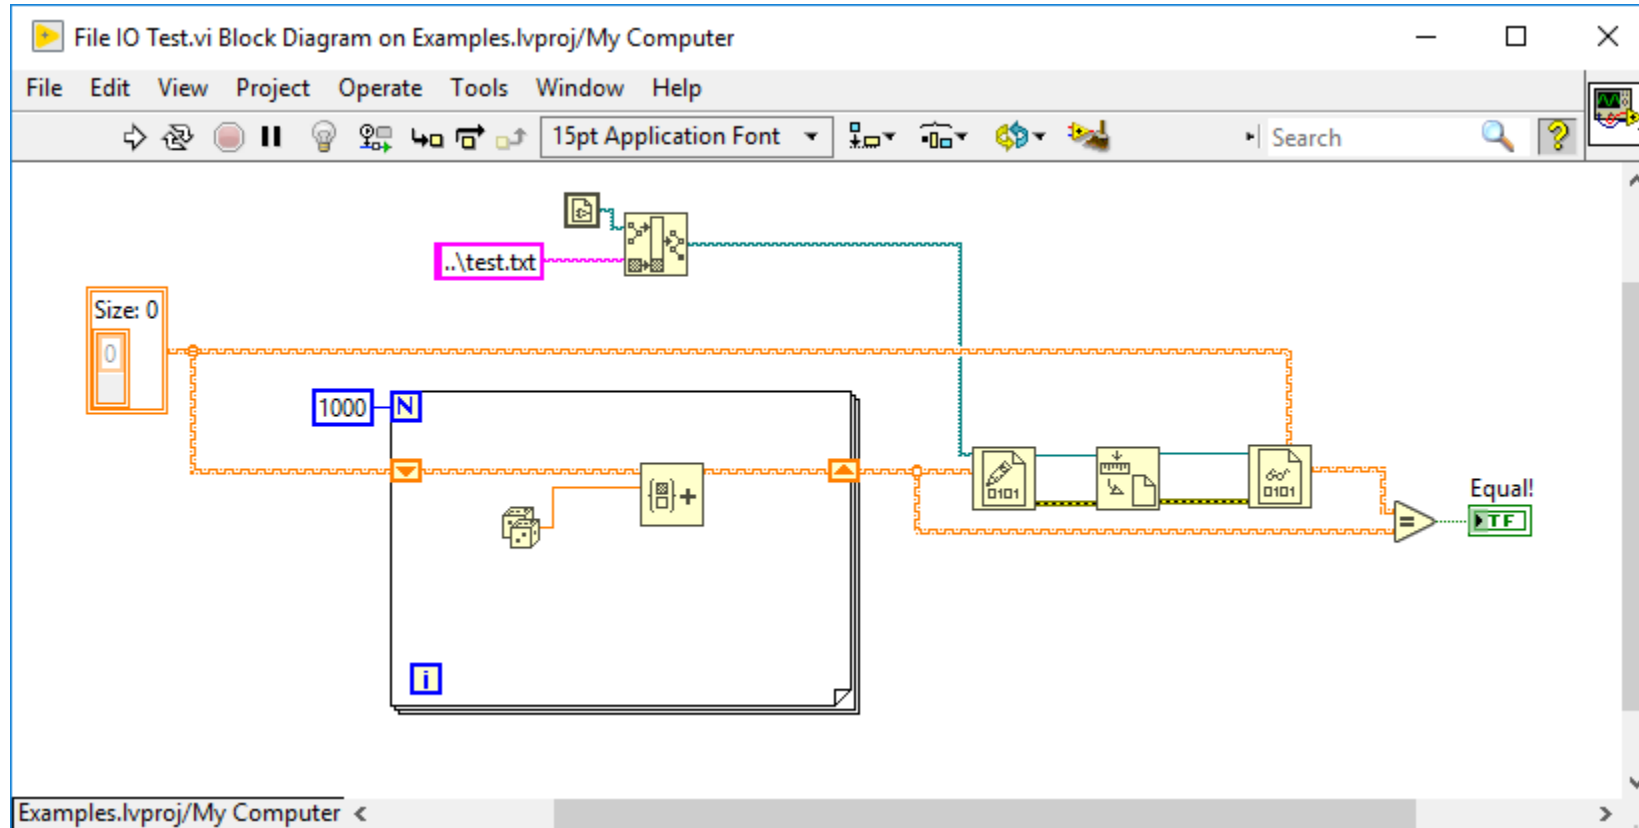 File IO Test.vi Block Diagram on Examples.lvproj/My Computer
File Edit View Project Operate Tools Window Help
15pt Application Font Search ?
..\test.txt
Size: 0
0
1000 N
0101
0101
+
=
Equal!
TF
i
Examples.lvproj/My Computer